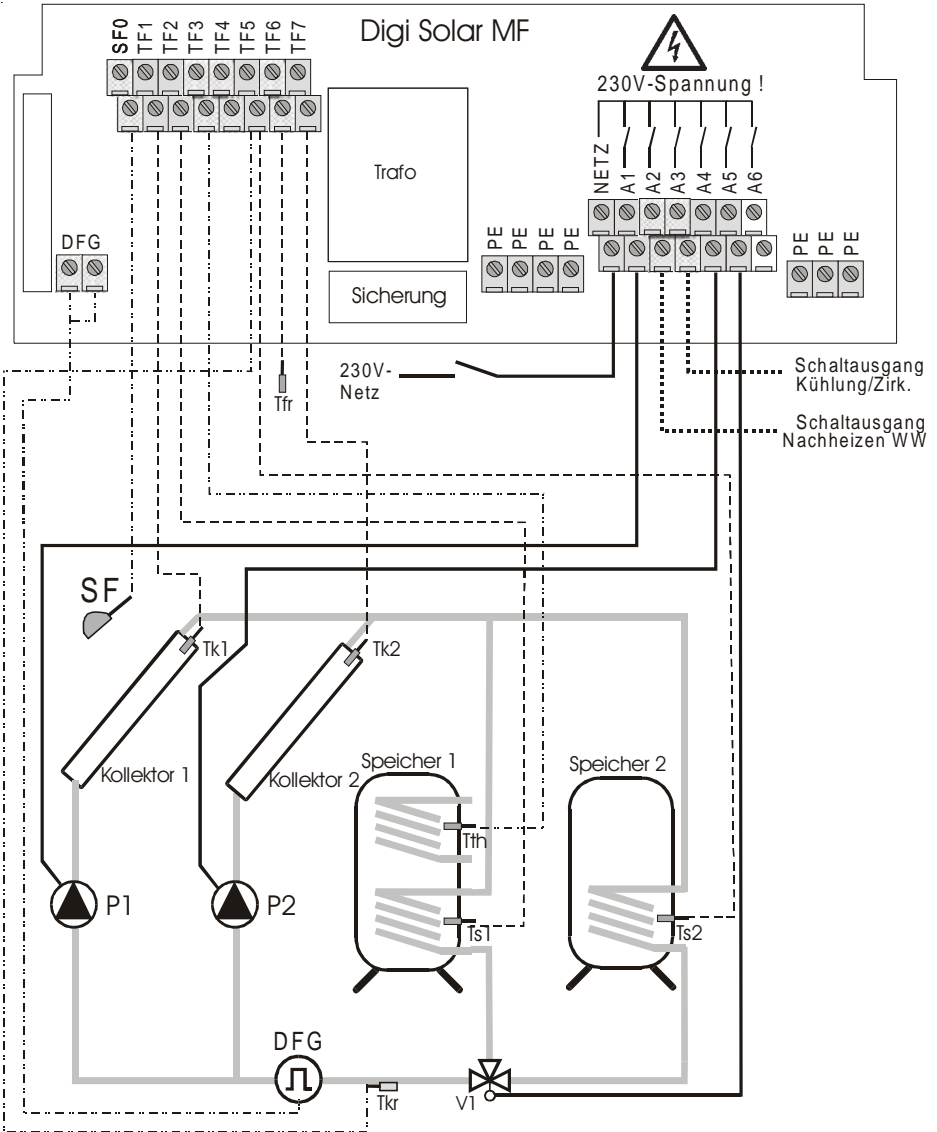 Digi Solar MF
SF0 TF1 TF2 TF3 TF4 TF5 TF6 TF7
230V-Spannung !
NETZ A1 A2 A3 A4 A5 A6
Trafo
DFG
PE PE PE PE
PE PE PE
Sicherung
230V-
Netz
Tfr
Schaltausgang
Kühlung/Zirk.
Schaltausgang
Nachheizen WW
SF
Tk1
Tk2
Kollektor 1
Kollektor 2
Speicher 1
Speicher 2
Tth
P1
P2
Ts1
Ts2
DFG
Tkr
V1